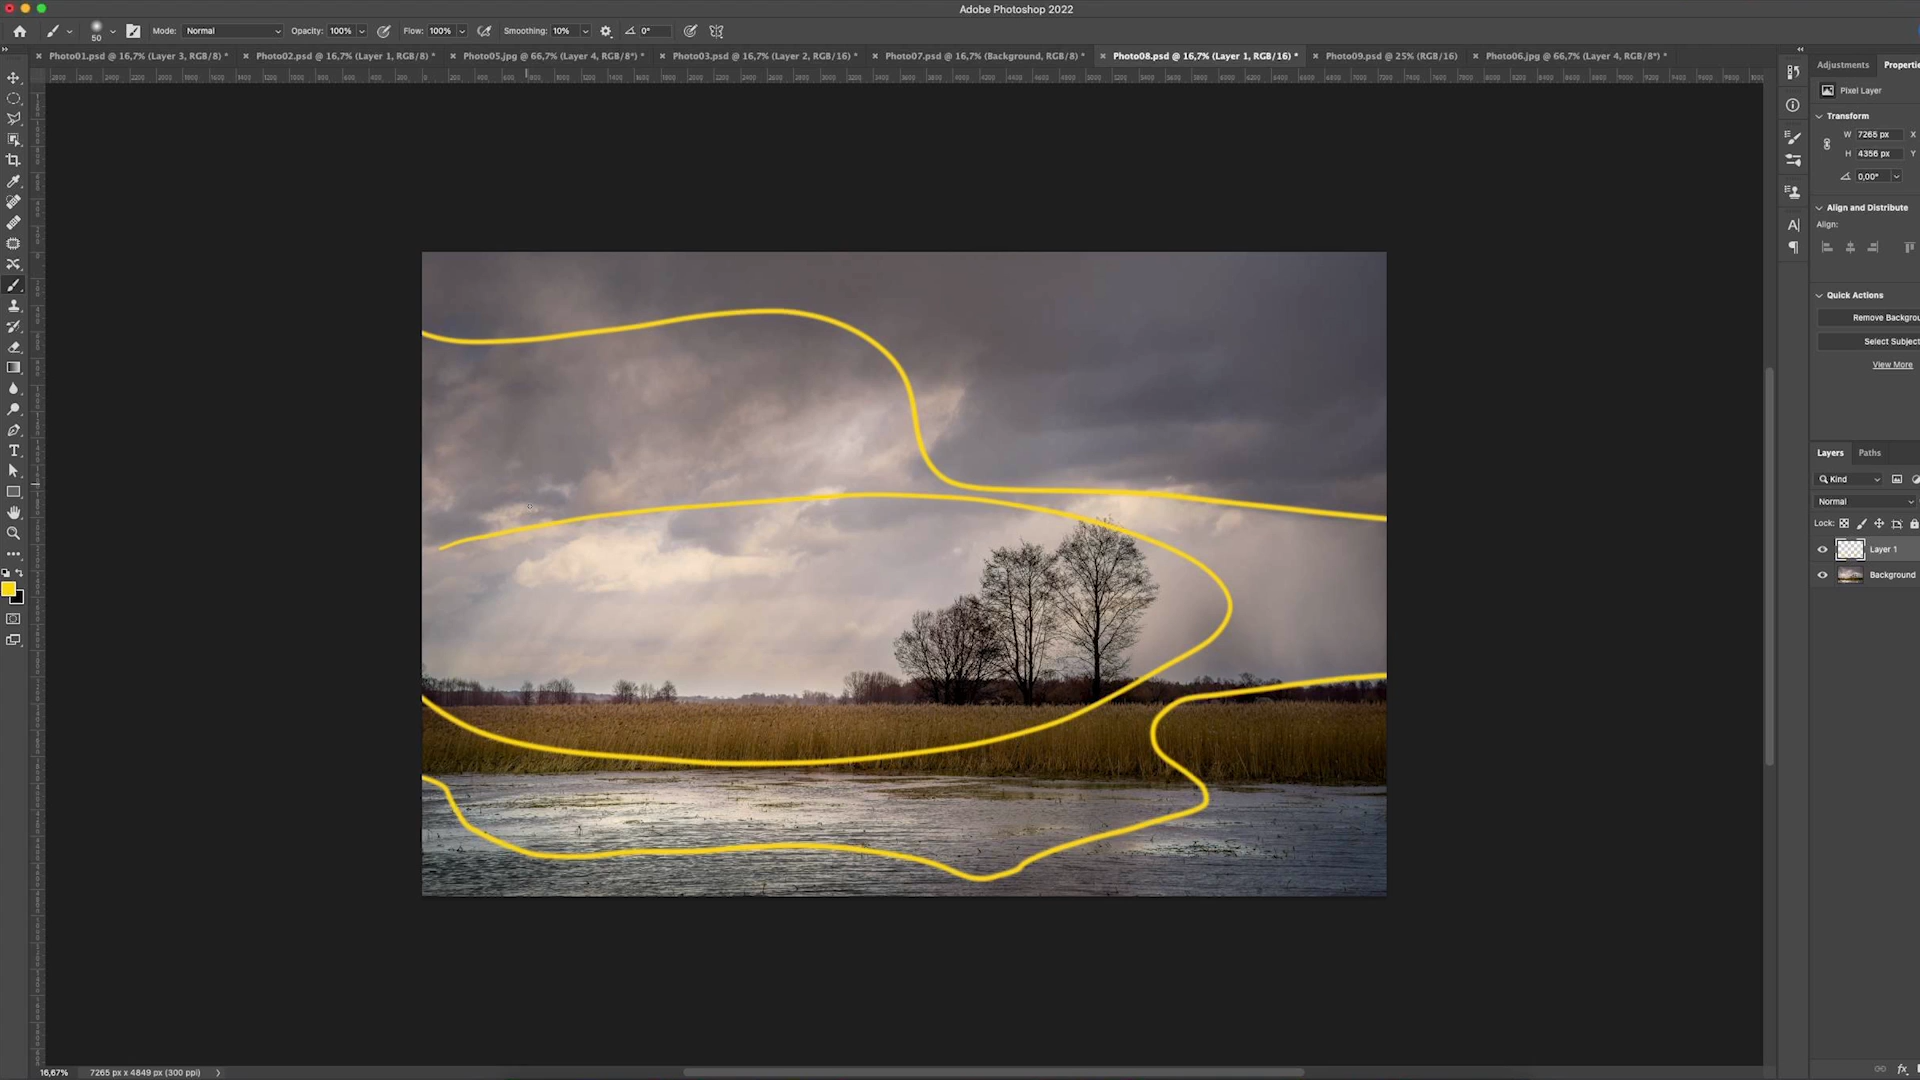 Adobe Photoshop 2022
50
Mode: Normal
Opacity: 100%
Flow: 100%
Smoothing: 10%
0°
Photo01.psd @ 16,7% (Layer 3, RGB/8) *
Photo02.psd @ 16,7% (Layer 1, RGB/8) *
Photo05.jpg @ 66,7% (Layer 4, RGB/8*) *
Photo03.psd @ 16,7% (Layer 2, RGB/16) *
Photo07.psd @ 16,7% (Background, RGB/8) *
Photo08.psd @ 16,7% (Layer 1, RGB/16) *
Photo09.psd @ 25% (RGB/16)
Photo06.jpg @ 66,7% (Layer 4, RGB/8*) *
Adjustments
Propertie
Pixel Layer
Transform
W 7265 px X
H 4356 px Y
0,00°
Align and Distribute
Align:
Quick Actions
Remove Backgrou
Select Subject
View More
Layers
Paths
Kind
Normal
Lock:
Layer 1
Background
fx
16,67%
7265 px x 4849 px (300 ppi)